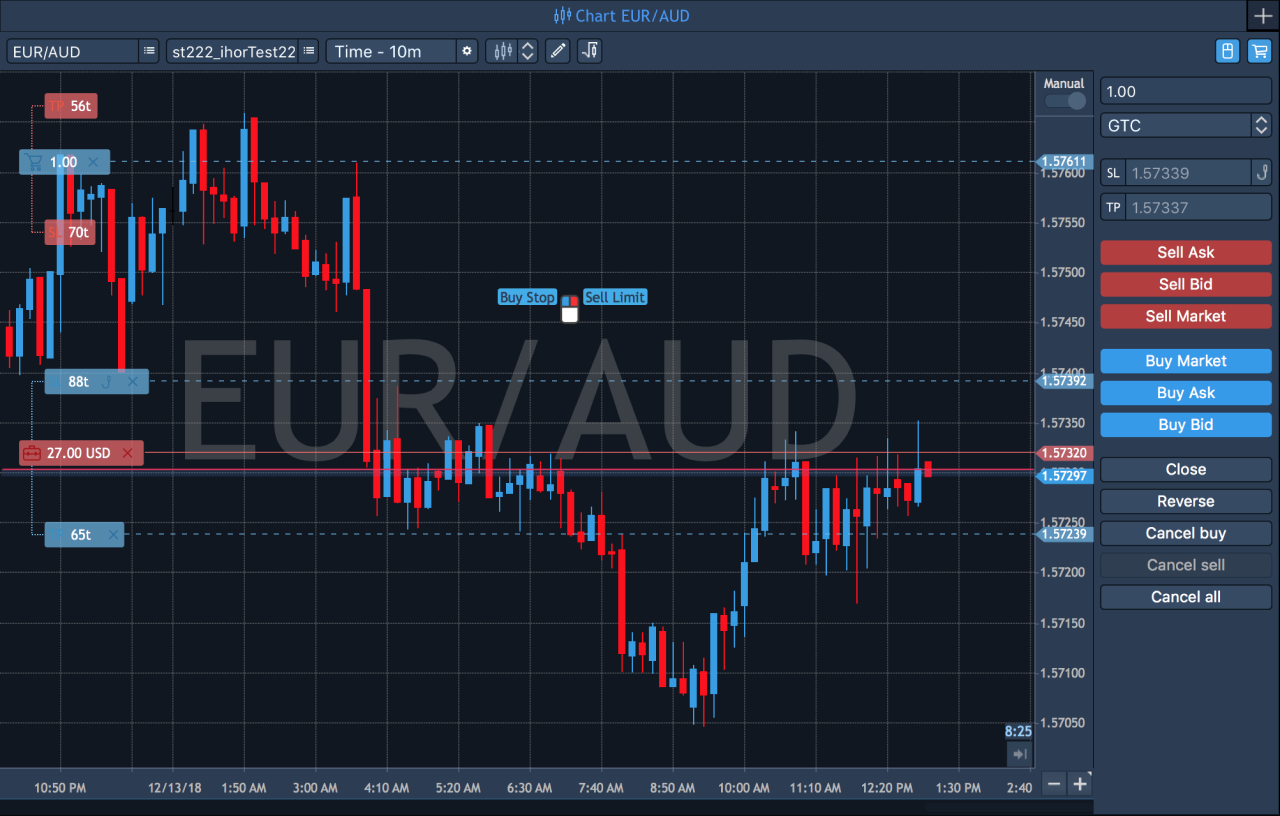 Chart EUR/AUD
EUR/AUD
st222_ihorTest22
Time - 10m
Manual
1.00
GTC
SL 1.57339
TP 1.57337
Sell Ask
Sell Bid
Sell Market
Buy Market
Buy Ask
Buy Bid
Close
Reverse
Cancel buy
Cancel sell
Cancel all
TP 56t
1.00
70t
Buy Stop
Sell Limit
EUR/AUD
88t
27.00 USD
65t
1.57611
1.57600
1.57550
1.57500
1.57450
1.57400
1.57392
1.57350
1.57320
1.57297
1.57250
1.57239
1.57200
1.57150
1.57100
1.57050
8:25
10:50 PM
12/13/18
1:50 AM
3:00 AM
4:10 AM
5:20 AM
6:30 AM
7:40 AM
8:50 AM
10:00 AM
11:10 AM
12:20 PM
1:30 PM
2:40